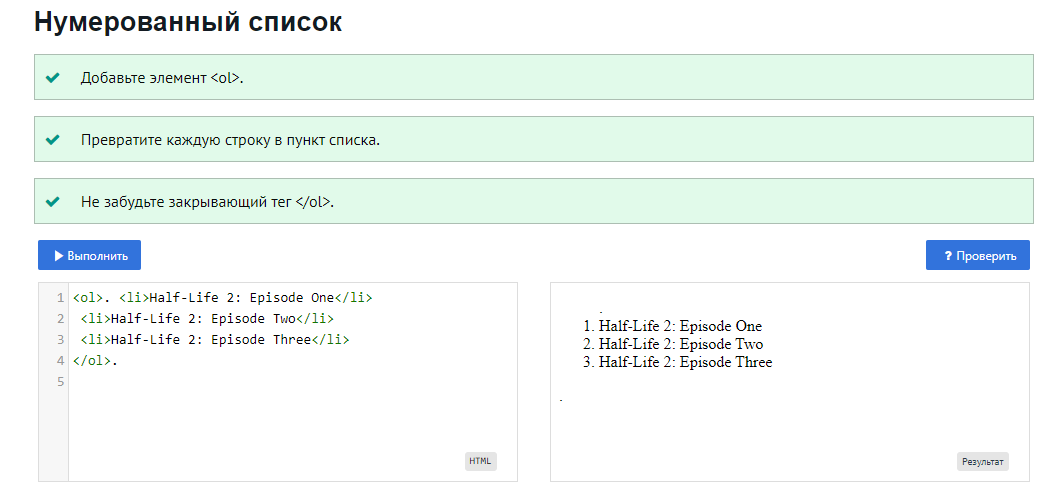 Нумерованный список
Добавьте элемент <ol>.
Превратите каждую строку в пункт списка.
Не забудьте закрывающий тег </ol>.
Выполнить
? Проверить
1 <ol>. <li>Half-Life 2: Episode One</li>
2 <li>Half-Life 2: Episode Two</li>
3 <li>Half-Life 2: Episode Three</li>
4 </ol>.
5
HTML
.
1. Half-Life 2: Episode One
2. Half-Life 2: Episode Two
3. Half-Life 2: Episode Three
.
Результат